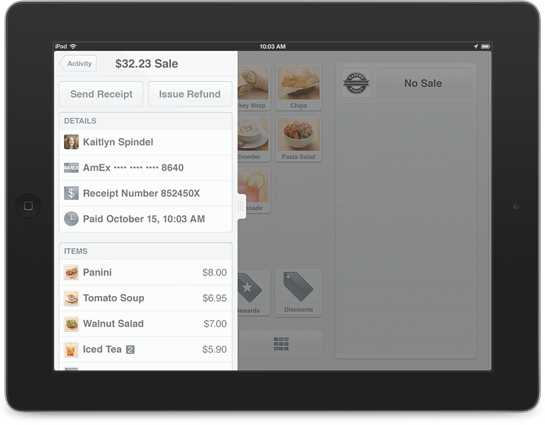 iPad
10:03 AM
Activity
$32.23 Sale
Send Receipt
Issue Refund
DETAILS
Kaitlyn Spindel
AmEx •••• •••• •••• 8640
Receipt Number 852450X
Paid October 15, 10:03 AM
ITEMS
Panini $8.00
Tomato Soup $6.95
Walnut Salad $7.00
Iced Tea 2 $5.90
key Wrap
Chips
howder
Pasta Salad
onade
ewards
Discounts
No Sale